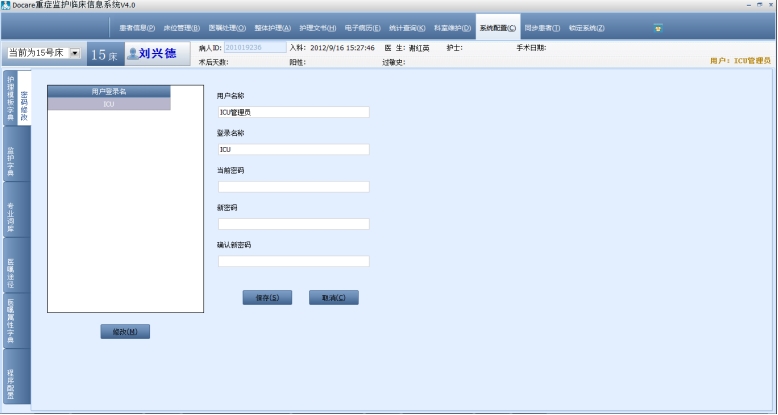 Docare重症监护临床信息系统V4.0
患者信息(P) 床位管理(B) 医嘱处理(O) 整体护理(A) 护理文书(H) 电子病历(E) 统计查询(K) 科室维护(D) 系统配置(C) 同步患者(T) 锁定系统(Z)
当前为15号床 15床 刘兴德 病人ID: 201019236 入科: 2012/9/16 15:27:46 医 生: 谢红英 护士: 手术日期:
术后天数: 阳性: 过敏史: 用户: ICU管理员
护理模板字典
密码修改
监护字典
专业词库
医嘱途径
医嘱属性字典
程序配置
用户登录名
ICU
修改(M)
用户名称
ICU管理员
登录名称
ICU
当前密码
新密码
确认新密码
保存(S) 取消(C)